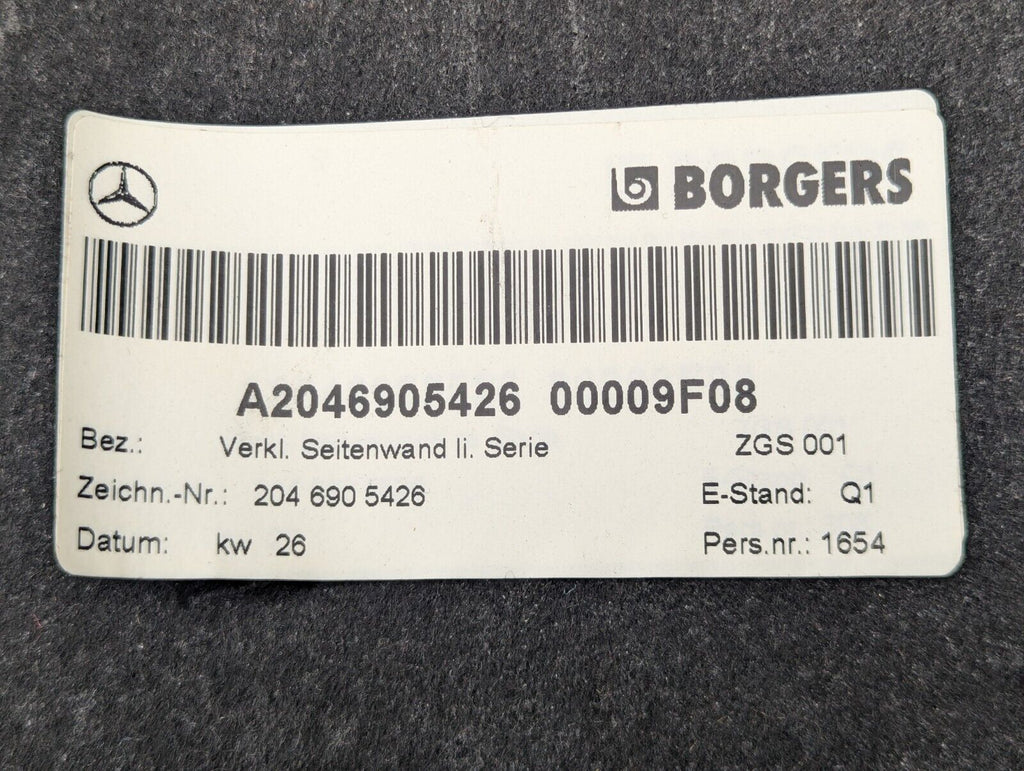 BORGERS
A2046905426 00009F08
Bez.: Verkl. Seitenwand li. Serie ZGS 001
Zeichn.-Nr.: 204 690 5426 E-Stand: Q1
Datum: kw 26 Pers.nr.: 1654